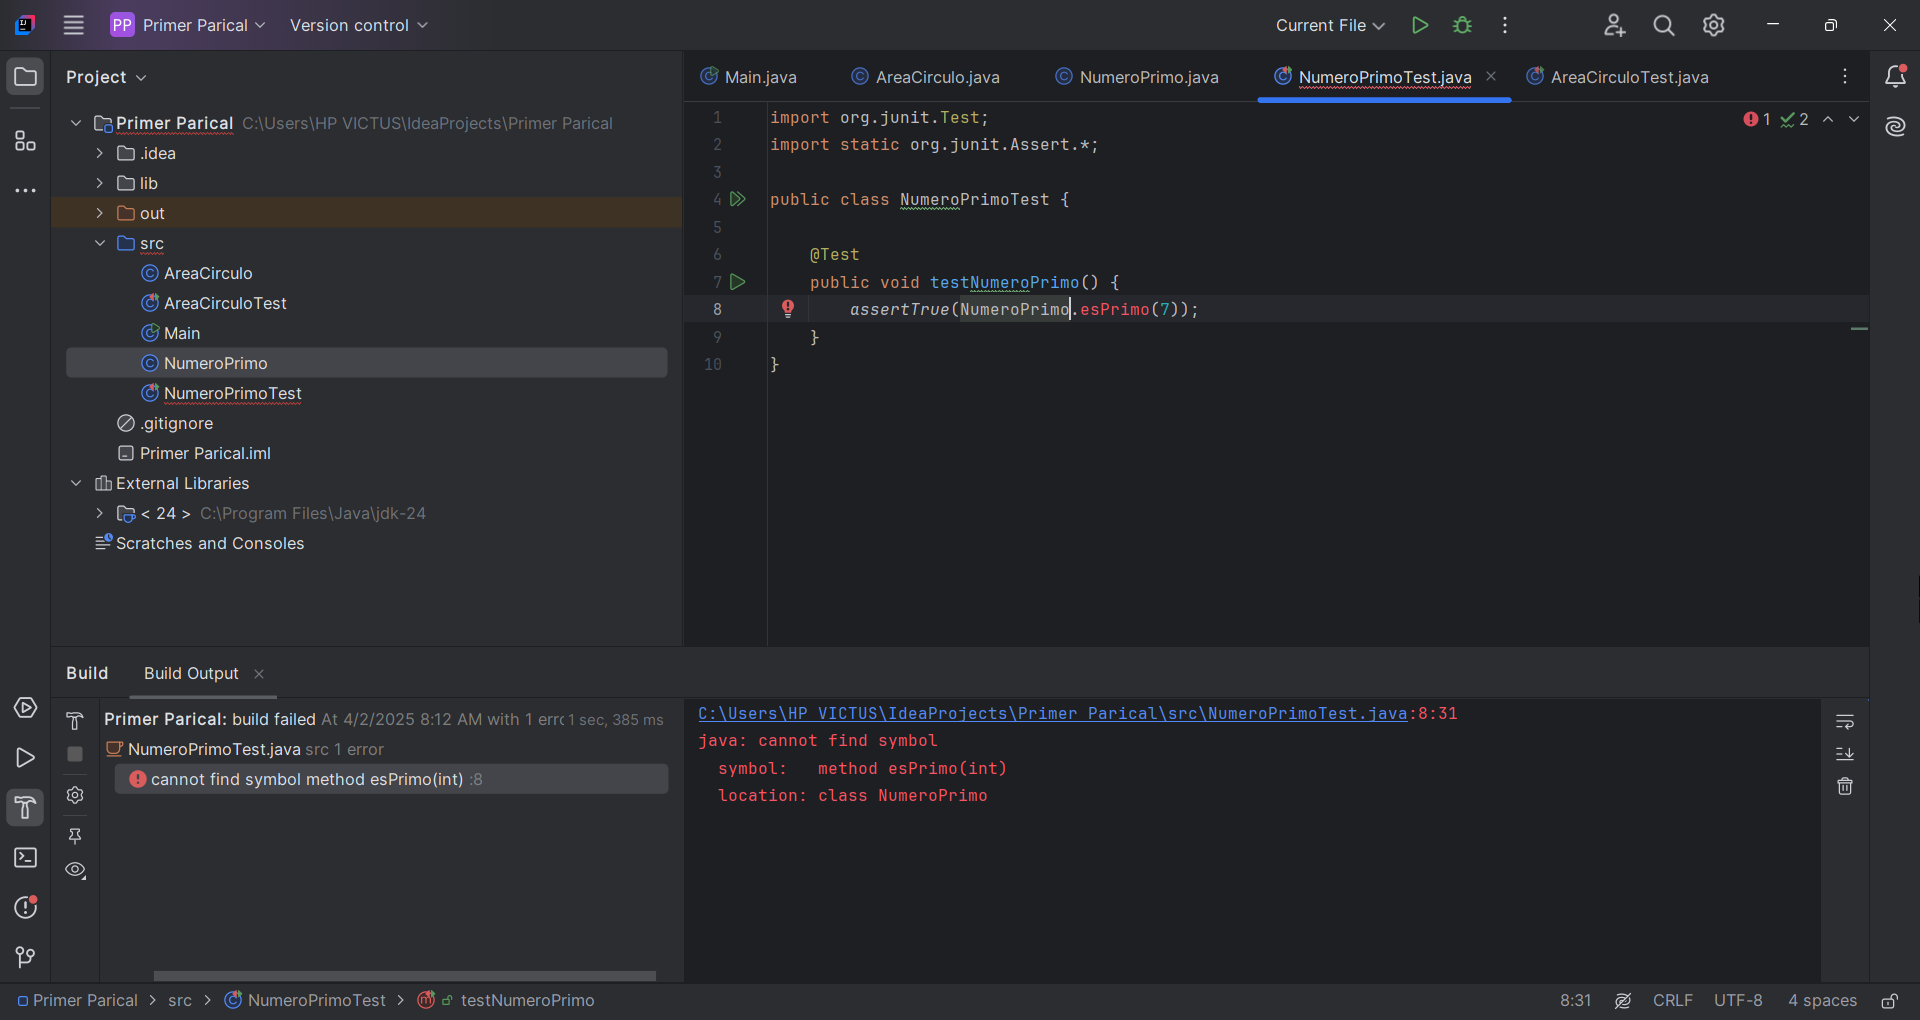 PP Primer Parical Version control Current File
Project
Main.java AreaCirculo.java NumeroPrimo.java NumeroPrimoTest.java AreaCirculoTest.java
Primer Parical C:\Users\HP VICTUS\IdeaProjects\Primer Parical
.idea
lib
out
src
AreaCirculo
AreaCirculoTest
Main
NumeroPrimo
NumeroPrimoTest
.gitignore
Primer Parical.iml
External Libraries
< 24 > C:\Program Files\Java\jdk-24
Scratches and Consoles
1 import org.junit.Test;
1 2
2 import static org.junit.Assert.*;
3
4 public class NumeroPrimoTest {
5
6 @Test
7 public void testNumeroPrimo() {
8 assertTrue(NumeroPrimo.esPrimo(7));
9 }
10 }
Build Build Output
Primer Parical: build failed At 4/2/2025 8:12 AM with 1 errc 1 sec, 385 ms
NumeroPrimoTest.java src 1 error
cannot find symbol method esPrimo(int) :8
C:\Users\HP VICTUS\IdeaProjects\Primer Parical\src\NumeroPrimoTest.java:8:31
java: cannot find symbol
symbol: method esPrimo(int)
location: class NumeroPrimo
Primer Parical > src > NumeroPrimoTest > testNumeroPrimo
8:31 CRLF UTF-8 4 spaces